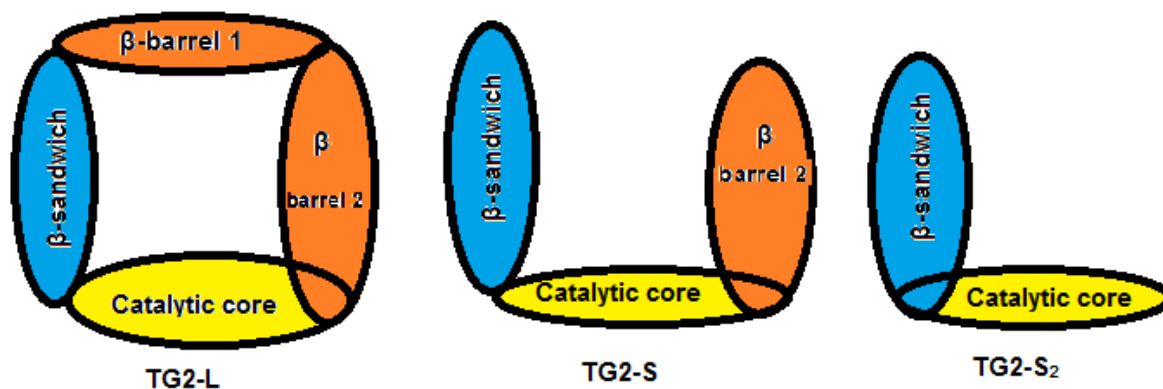 β-barrel 1
β-sandwich
β
barrel 2
Catalytic core
TG2-L
β-sandwich
β
barrel 2
Catalytic core
TG2-S
β-sandwich
Catalytic core
TG2-S₂